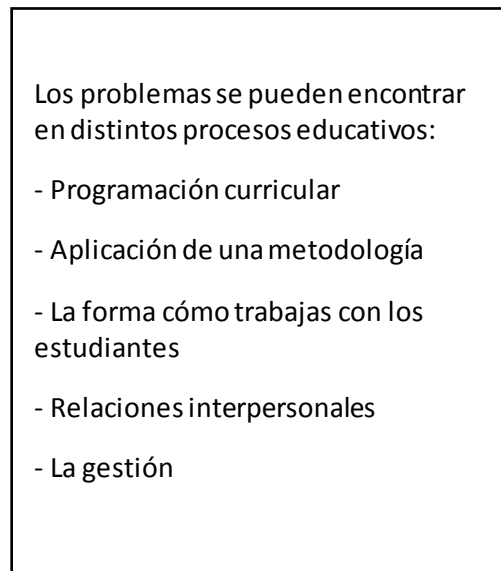 Los problemas se pueden encontrar
en distintos procesos educativos:
- Programación curricular
- Aplicación de una metodología
- La forma cómo trabajas con los
estudiantes
- Relaciones interpersonales
- La gestión